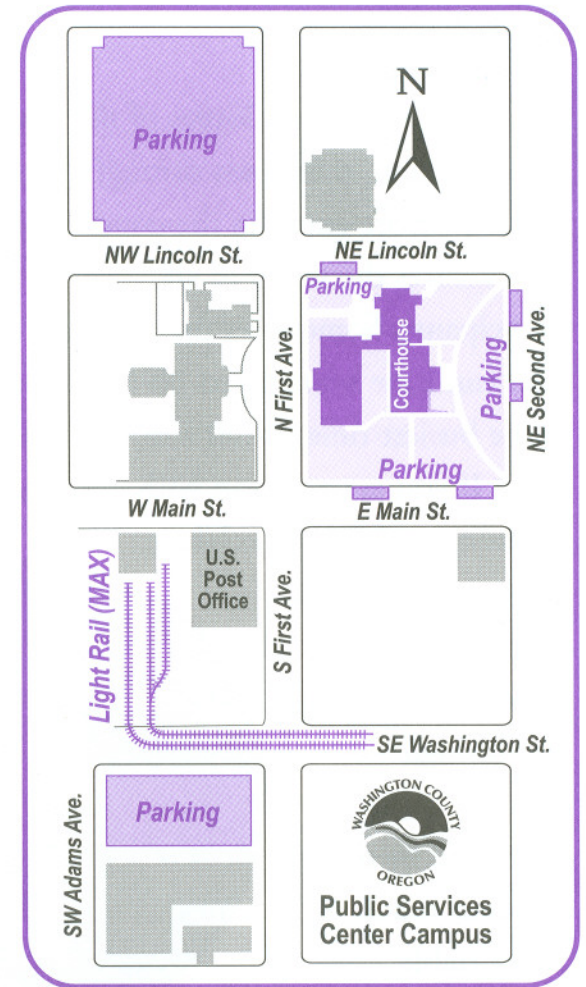 Parking
N
NW Lincoln St.
NE Lincoln St.
Parking
Courthouse
N First Ave.
Parking
NE Second Ave.
Parking
W Main St.
E Main St.
Light Rail (MAX)
U.S.
Post
Office
S First Ave.
SE Washington St.
SW Adams Ave.
Parking
WASHINGTON COUNTY
OREGON
Public Services
Center Campus